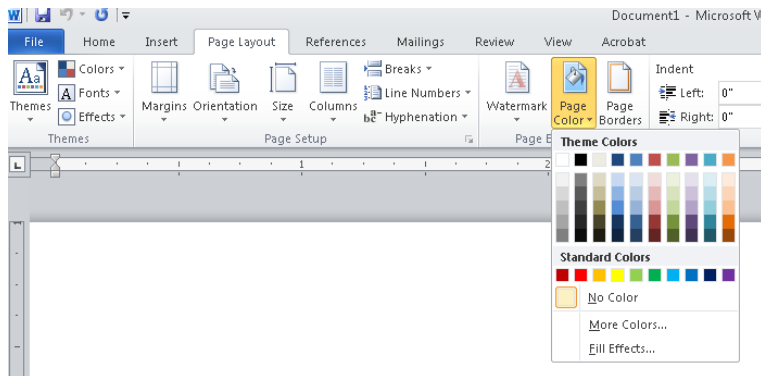 W Document1 - Microsoft W
File Home Insert Page Layout References Mailings Review View Acrobat
Aa Colors Breaks Indent
A Fonts Line Numbers Left: 0"
Themes Effects Margins Orientation Size Columns Hyphenation Watermark Page Color Page Borders Right: 0"
Themes Page Setup Page
L 1 2 Theme Colors
Standard Colors
No Color
More Colors...
Fill Effects...